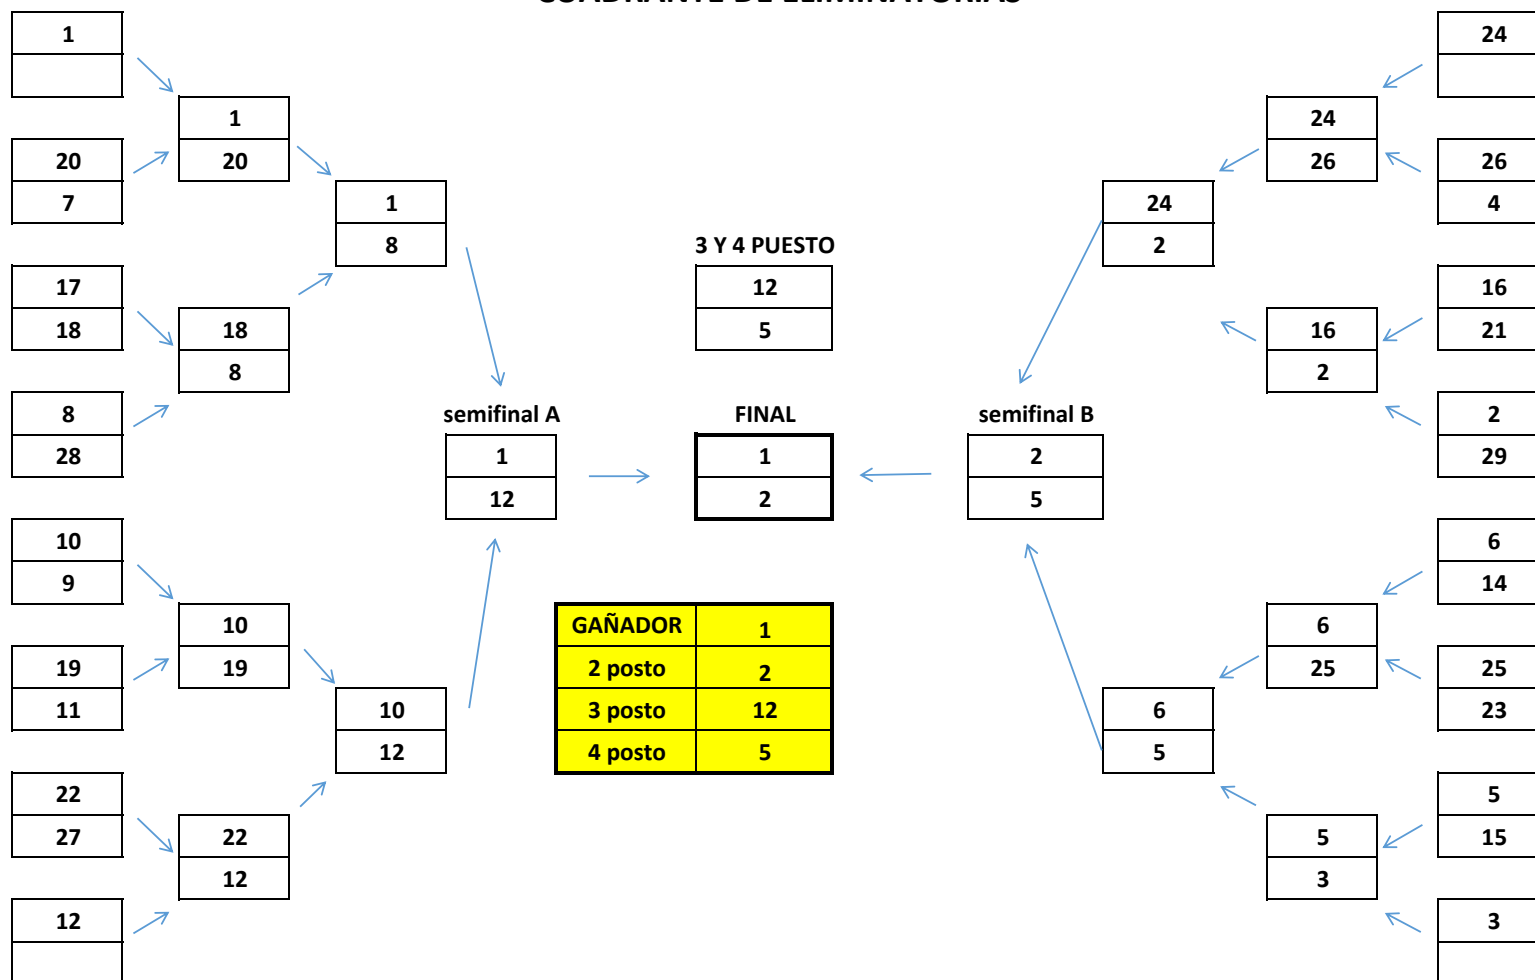 CUADRANTE DE ELIMINATORIAS
1 24
1 24
20 20 26 26
7 1 24 4
8 3 Y 4 PUESTO 2
17 12 16
18 18 5 16 21
8 2
8 semifinal A FINAL semifinal B 2
28 1 1 2 29
12 2 5
10 6
9 14
10 GAÑADOR 1 6
19 19 2 posto 2 25 25
11 10 3 posto 12 6 23
12 4 posto 5 5
22 5
27 22 5 15
12 3
12 3